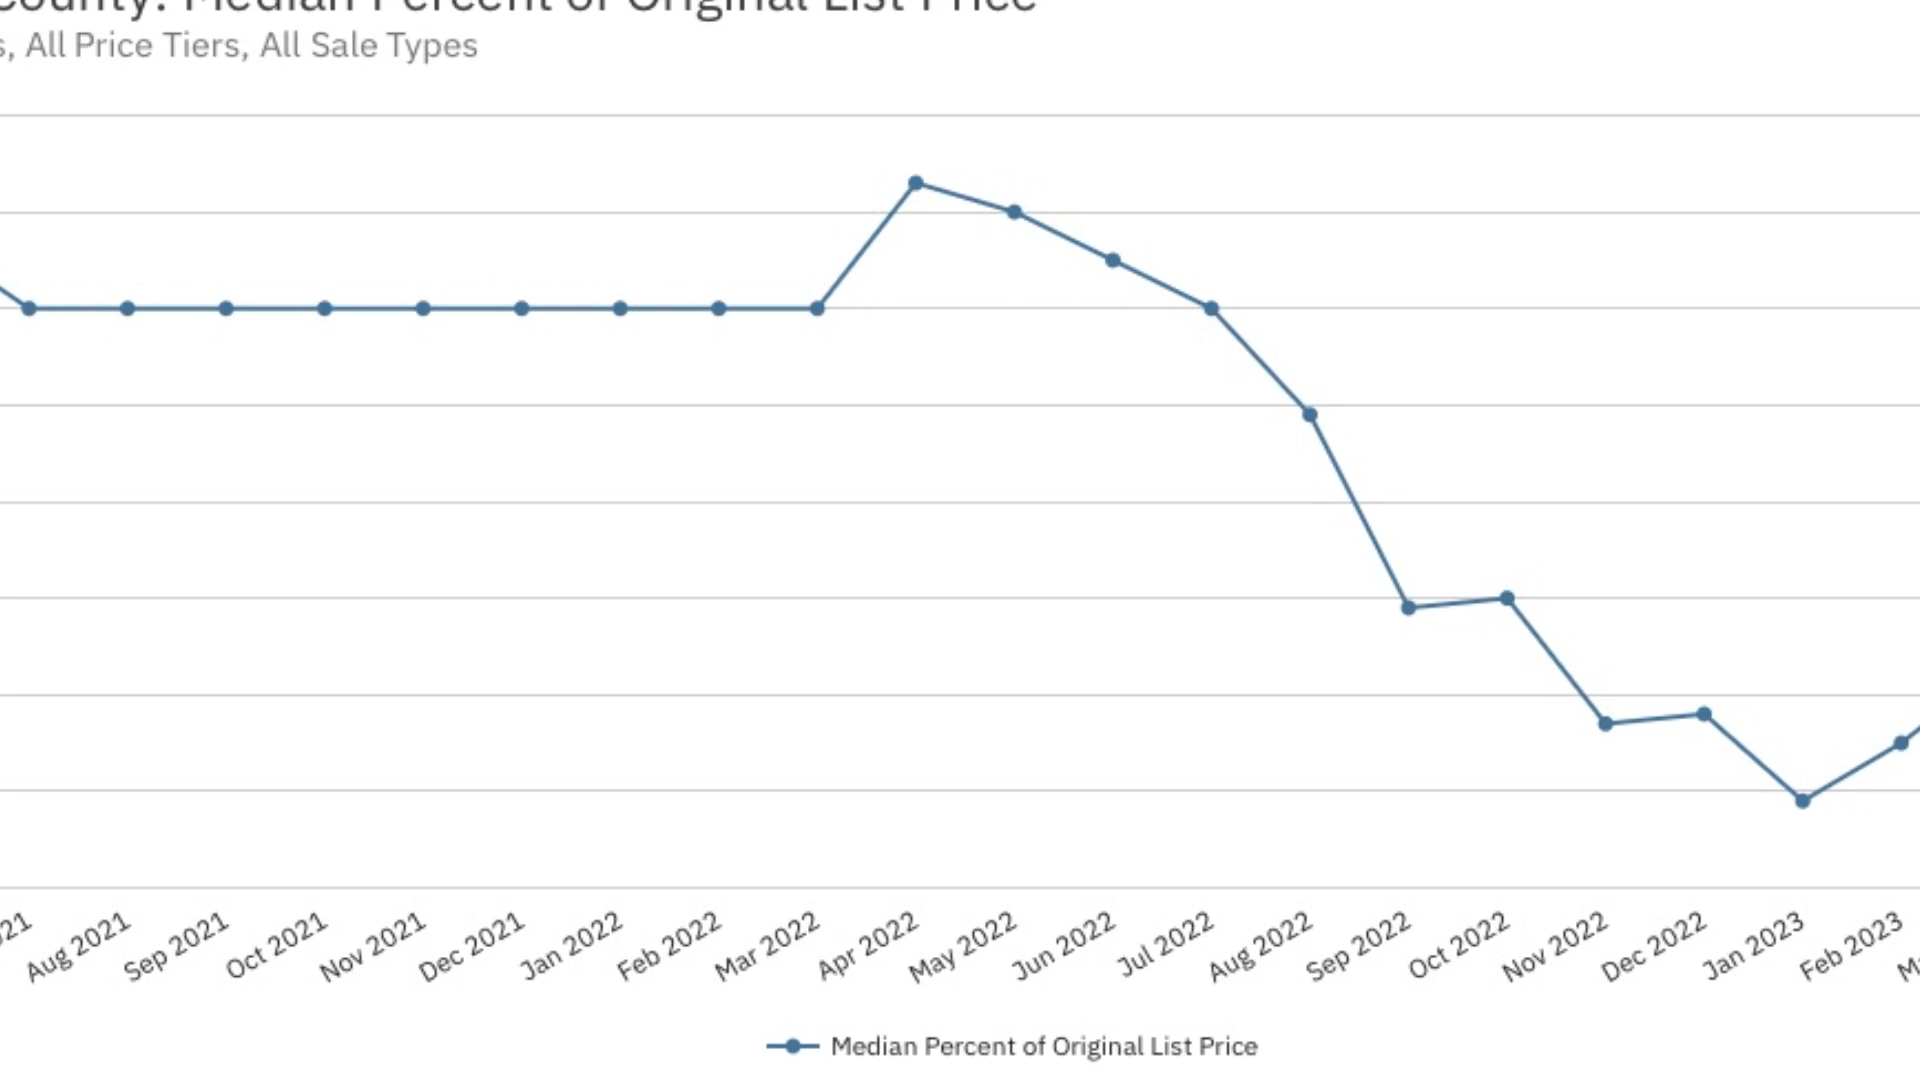 County: Median Percent of Original List Price
s, All Price Tiers, All Sale Types
2021
Aug 2021
Sep 2021
Oct 2021
Nov 2021
Dec 2021
Jan 2022
Feb 2022
Mar 2022
Apr 2022
May 2022
Jun 2022
Jul 2022
Aug 2022
Sep 2022
Oct 2022
Nov 2022
Dec 2022
Jan 2023
Feb 2023
Median Percent of Original List Price